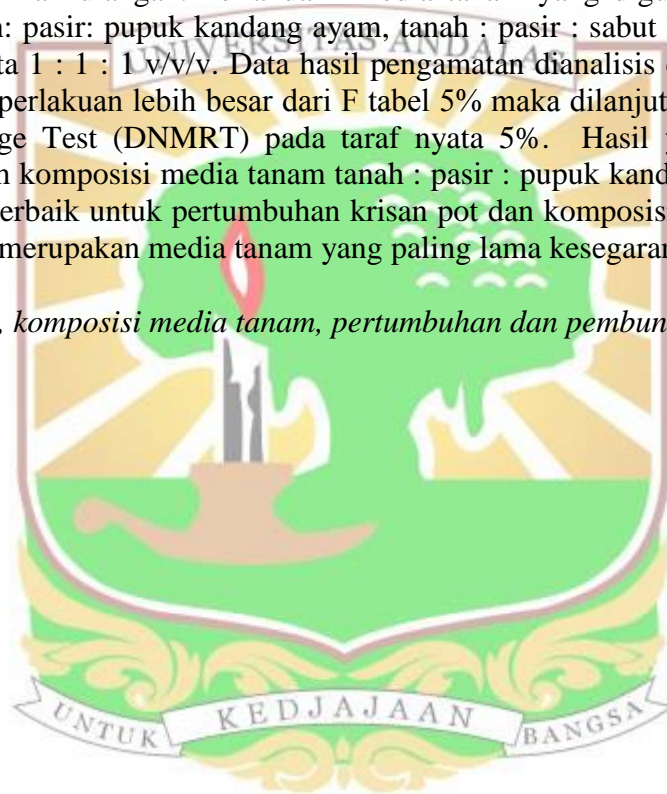 : pasir: pupuk kandang ayam, tanah : pasir : sabut
UNIVERSITAS ANDALAS
ta 1 : 1 : 1 v/v/v. Data hasil pengamatan dianalisis
perlakuan lebih besar dari F tabel 5% maka dilanjut
ge Test (DNMRT) pada taraf nyata 5%. Hasil
n komposisi media tanam tanah : pasir : pupuk kand
erbaik untuk pertumbuhan krisan pot dan komposis
merupakan media tanam yang paling lama kesegaran
, komposisi media tanam, pertumbuhan dan pembun
UNTUK KEDJAJAAN BANGSA